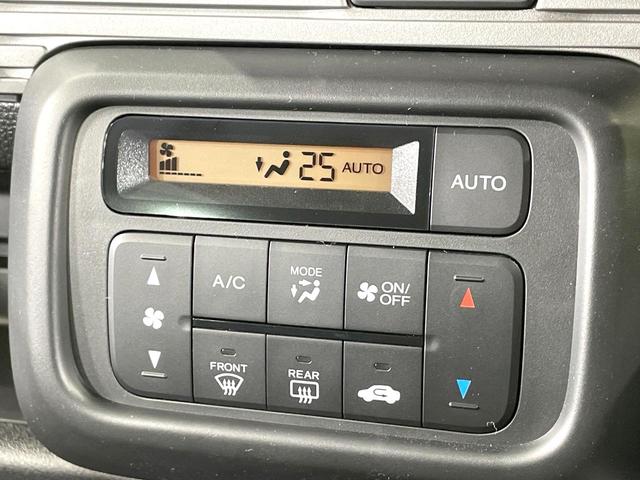 25 AUTO
AUTO
A/C
MODE
ON/
OFF
FRONT
REAR